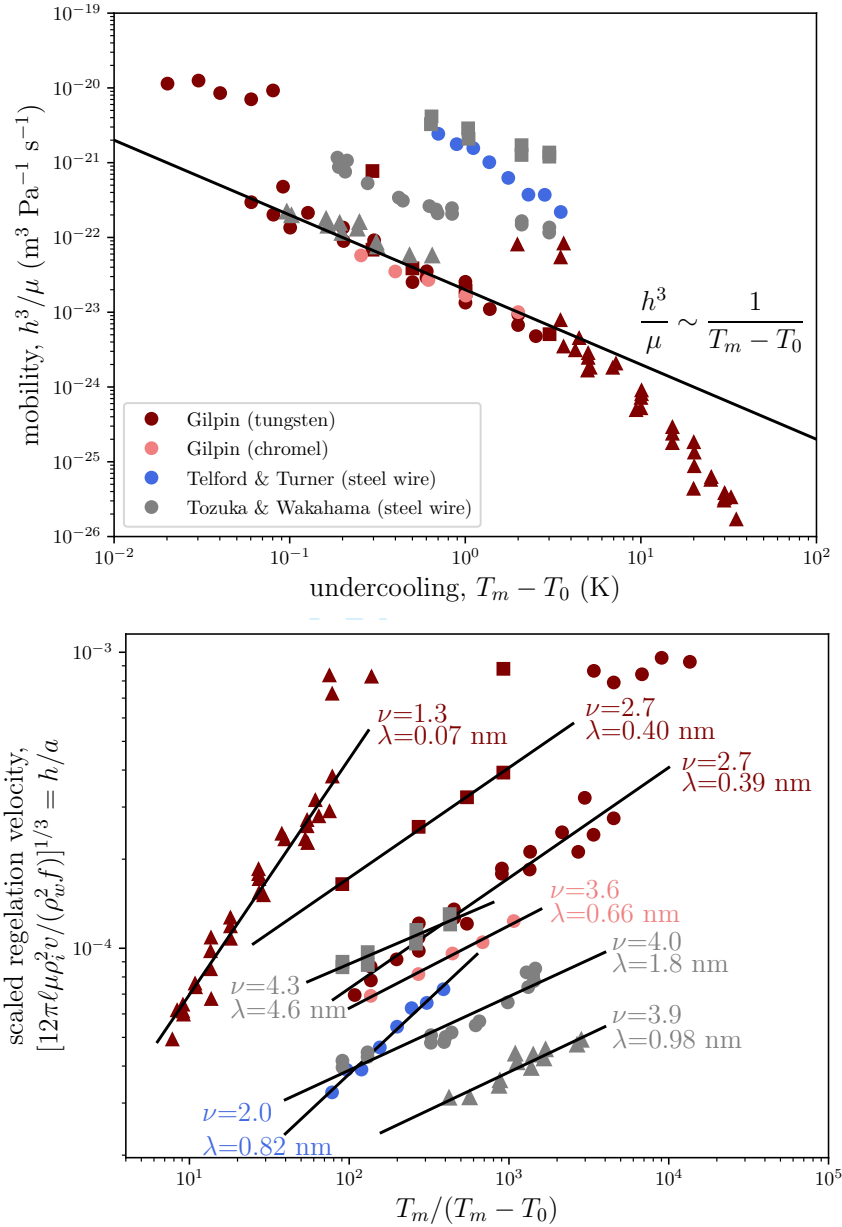 10⁻¹⁹
10⁻²⁰
10⁻²¹
10⁻²²
10⁻²³
10⁻²⁴
10⁻²⁵
10⁻²⁶
mobility, h³/μ (m³ Pa⁻¹ s⁻¹)
h³/μ ∼ 1/(T_m − T₀)
Gilpin (tungsten)
Gilpin (chromel)
Telford & Turner (steel wire)
Tozuka & Wakahama (steel wire)
10⁻² 10⁻¹ 10⁰ 10¹ 10²
undercooling, T_m − T₀ (K)
10⁻³
10⁻⁴
scaled regelation velocity,
[12πℓμρᵢ²v/(ρ_w²f)]^{1/3} = h/a
ν=1.3
λ=0.07 nm
ν=2.7
λ=0.40 nm
ν=2.7
λ=0.39 nm
ν=3.6
λ=0.66 nm
ν=4.0
λ=1.8 nm
ν=4.3
λ=4.6 nm
ν=3.9
λ=0.98 nm
ν=2.0
λ=0.82 nm
10¹ 10² 10³ 10⁴ 10⁵
T_m/(T_m − T₀)